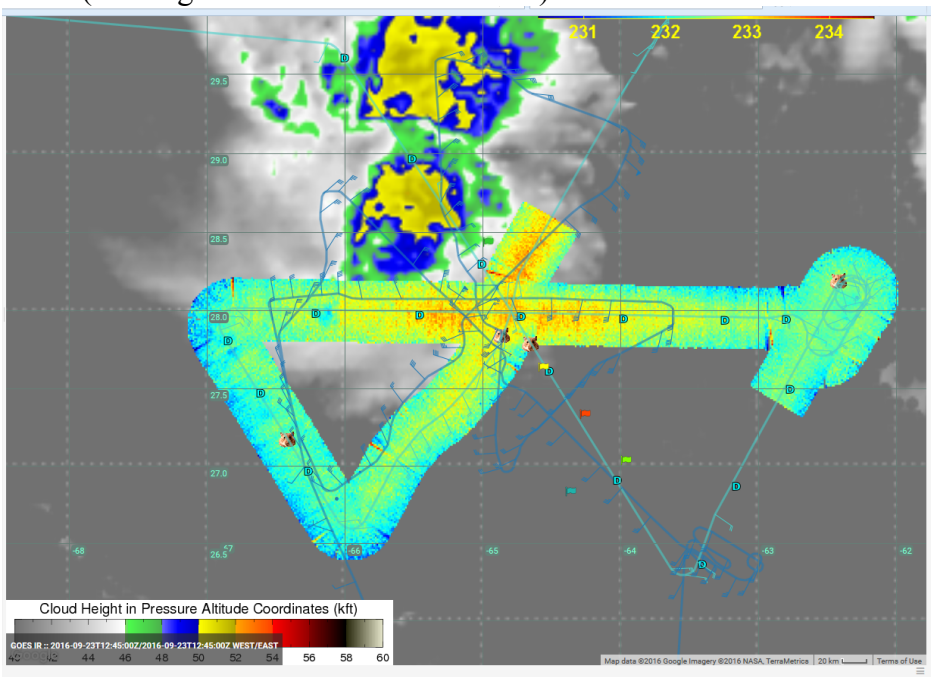 231 232 233 234
D
29.5
29.0
D
28.5
D
28.0
D D D D D D
D
D
27.5
D
D
27.0
D
D
D
26.5
-68 -66 -65 -64 -63 -62
D
Cloud Height in Pressure Altitude Coordinates (kft)
GOES IR :: 2016-09-23T12:45:00Z/2016-09-23T12:45:00Z WEST/EAST
44 46 48 50 52 54 56 58 60
Map data ©2016 Google Imagery ©2016 NASA, TerraMetrica 20 km Terms of Use